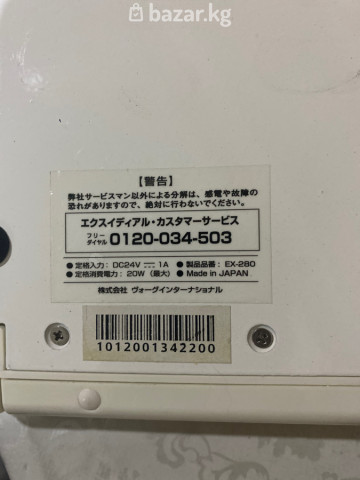 bazar.kg
【警告】
弊社サービスマン以外による分解は、感電や故障の
恐れがありますので、絶対に行わないでください。
エクスイディアル・カスタマーサービス
フリーダイヤル 0120-034-503
● 定格入力：DC24V ⎓ 1A ● 製品品番：EX-280
● 定格消費電力：20W（最大） ● Made in JAPAN
株式会社 ヴォーグインターナショナル
1012001342200